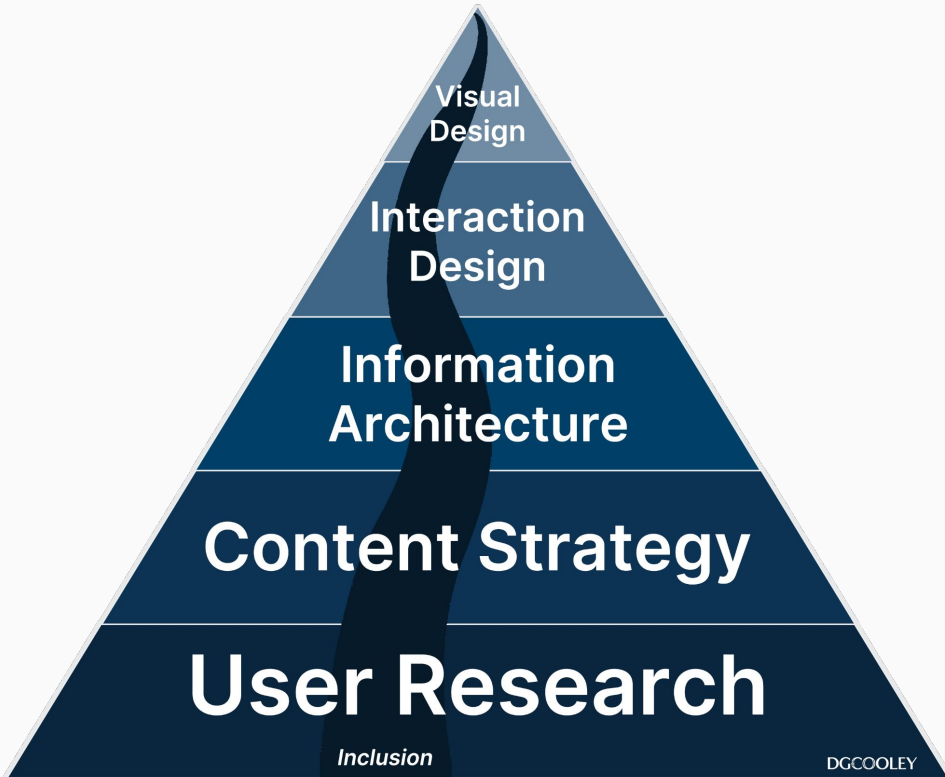 Visual
Design
Interaction
Design
Information
Architecture
Content Strategy
User Research
Inclusion
DGCOOLEY